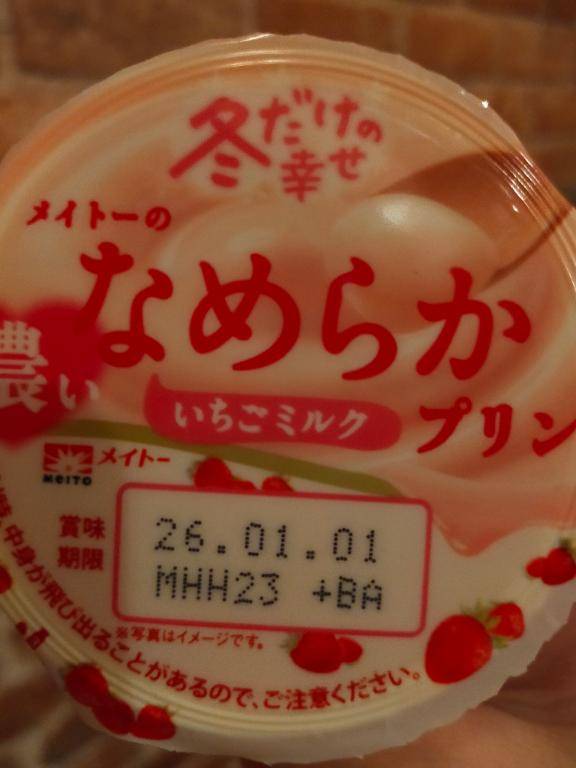 冬だけの
幸せ
メイトーの
なめらか
濃い
いちごミルク
プリン
メイトー
MEITO
賞味
期限
26.01.01
MHH23 +BA
※写真はイメージです。
中身が飛び出ることがあるので、ご注意ください。